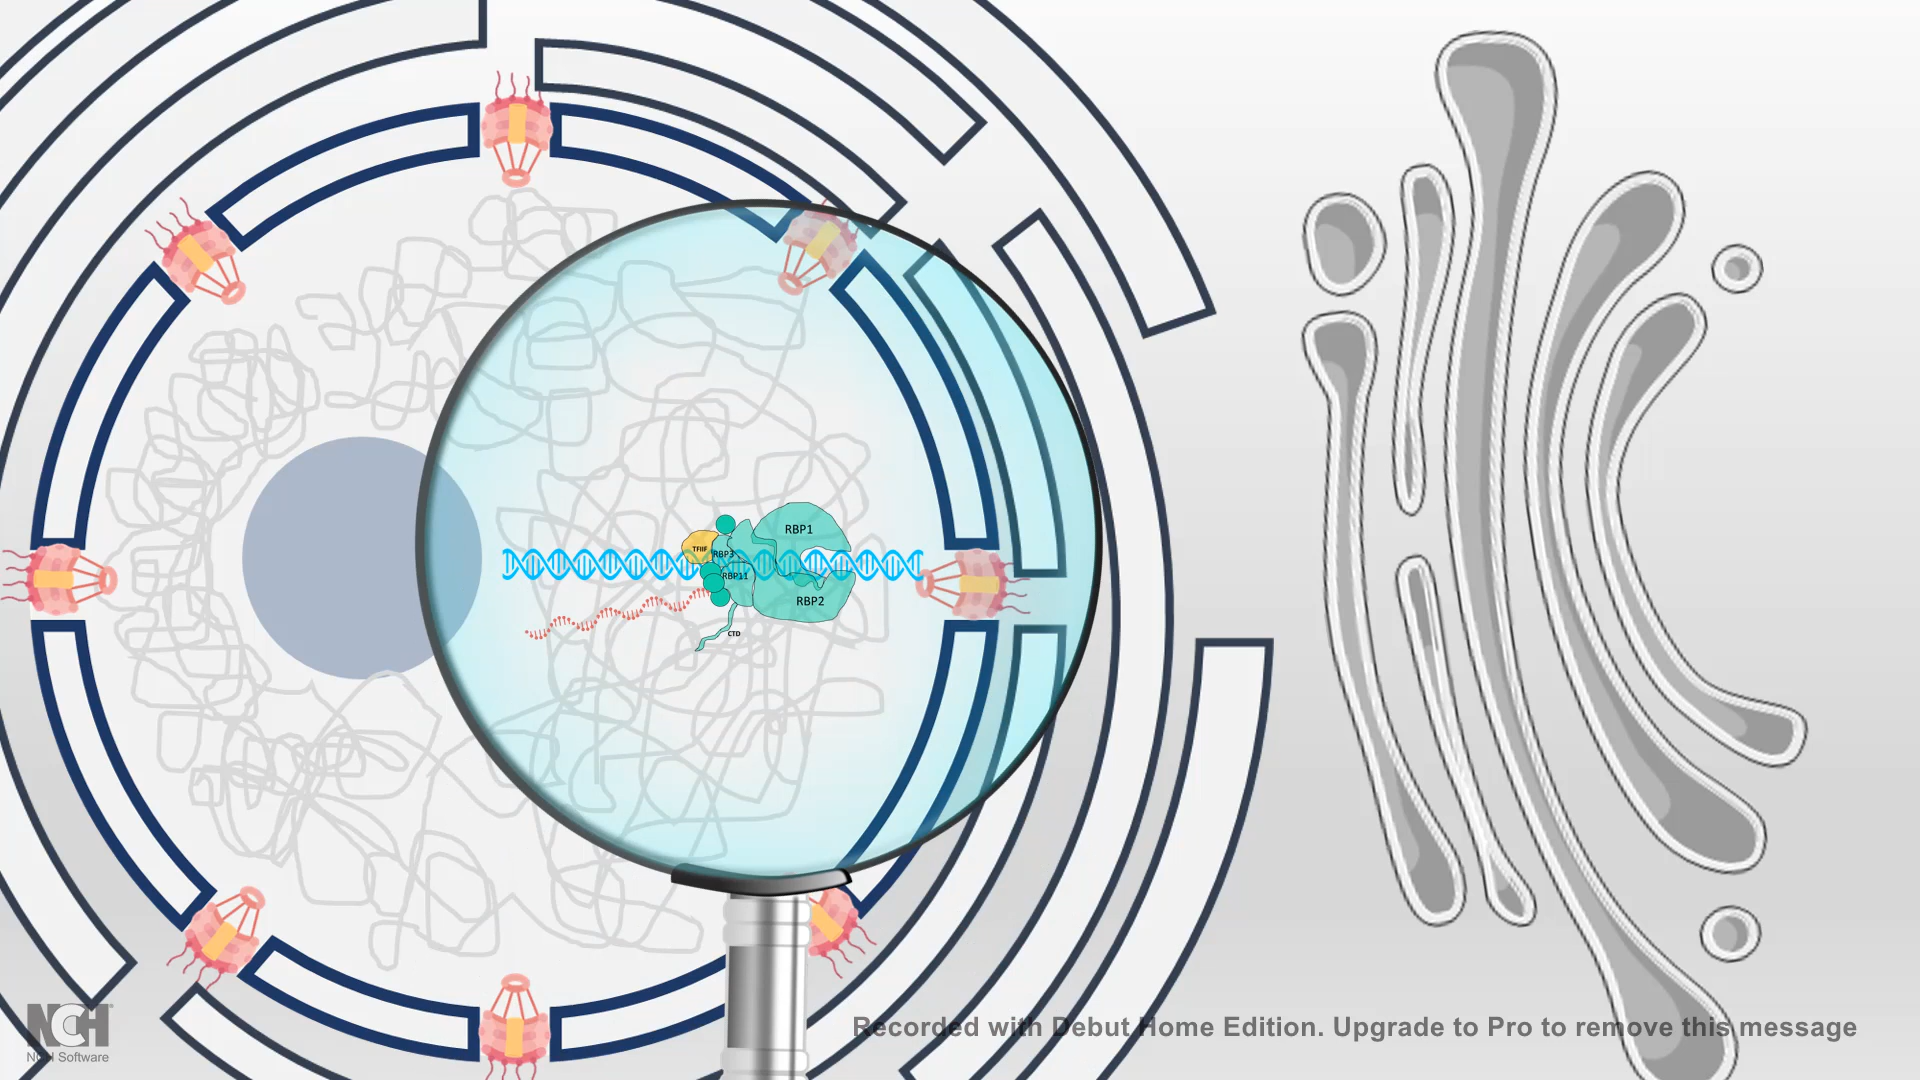 RBP1
TFIIF
RBP3
RBP11
RBP2
CTD
NCH
NCH Software
Recorded with Debut Home Edition. Upgrade to Pro to remove this message